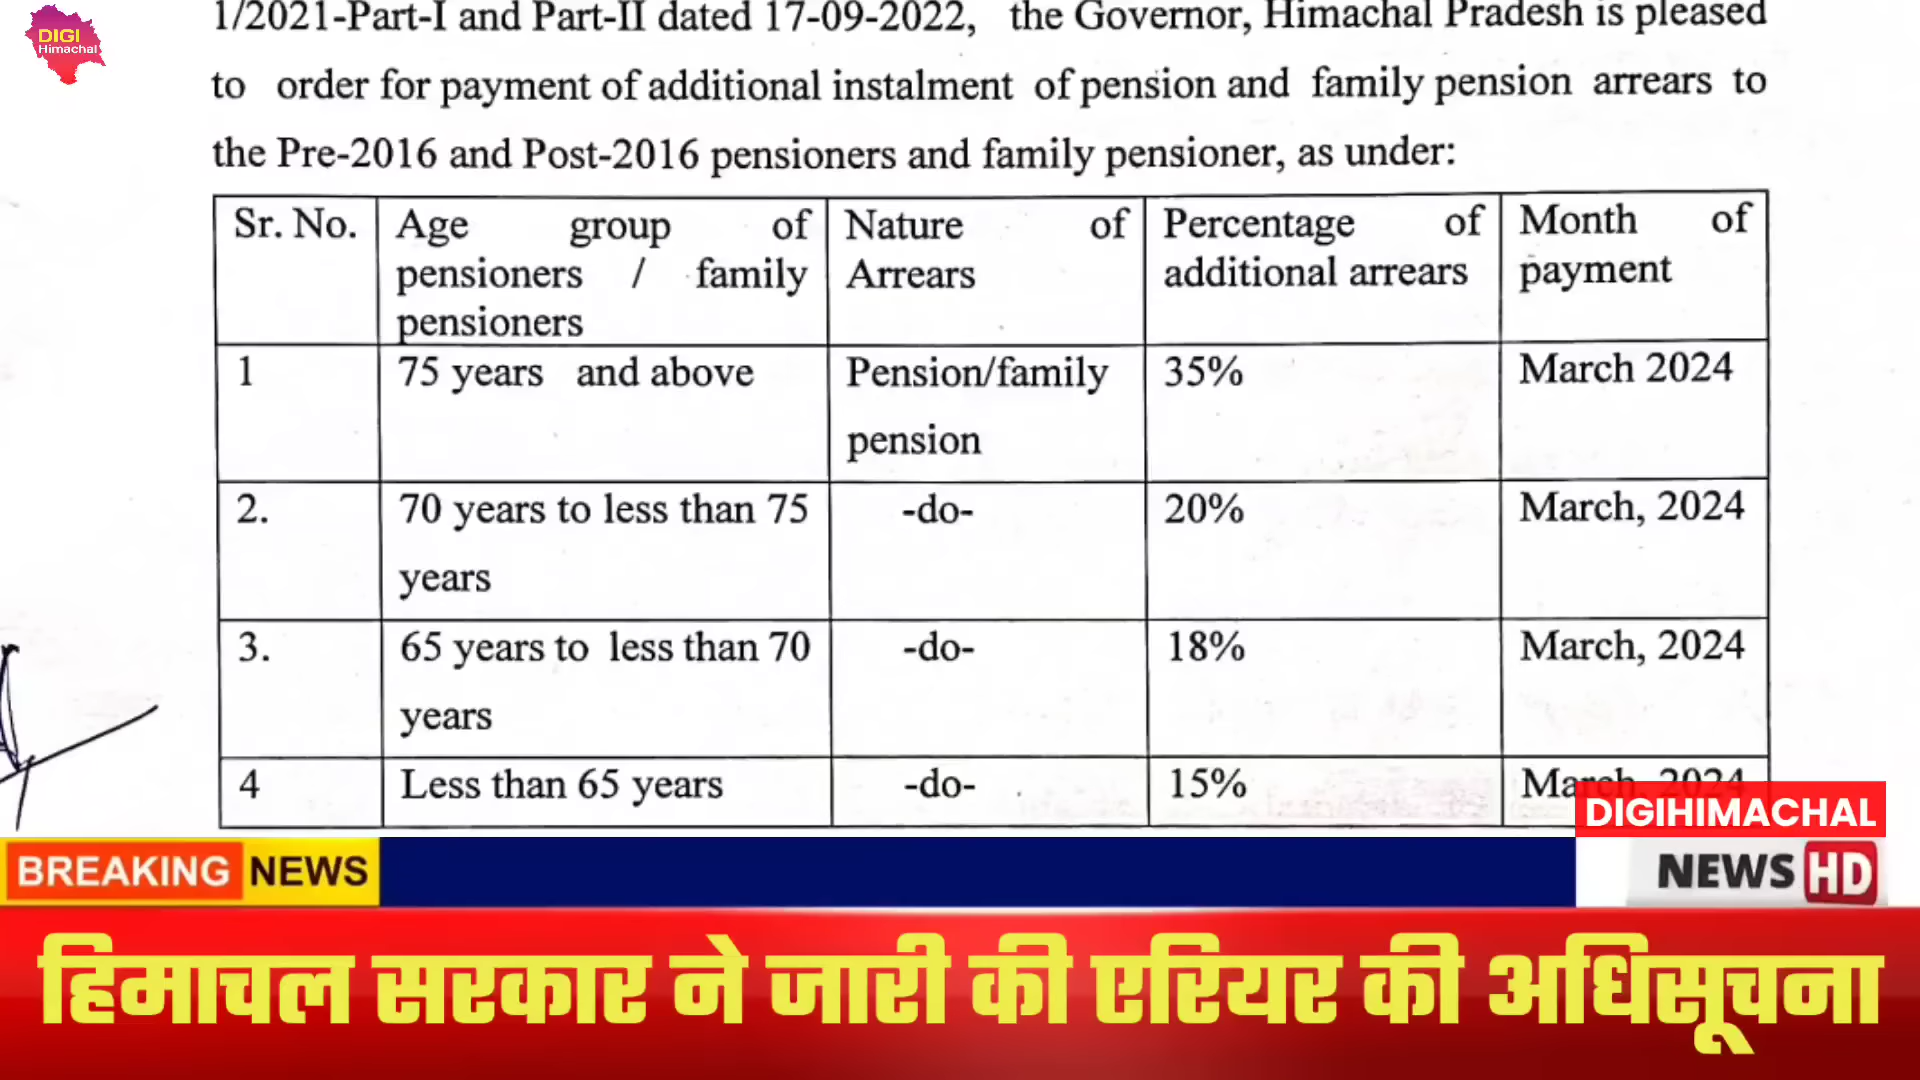 DIGI
Himachal
1/2021-Part-I and Part-II dated 17-09-2022, the Governor, Himachal Pradesh is pleased
to order for payment of additional instalment of pension and family pension arrears to
the Pre-2016 and Post-2016 pensioners and family pensioner, as under:
Sr. No. Age group of Nature of Percentage of Month of
pensioners / family Arrears additional arrears payment
pensioners
1 75 years and above Pension/family 35% March 2024
pension
2. 70 years to less than 75 -do- 20% March, 2024
years
3. 65 years to less than 70 -do- 18% March, 2024
years
4 Less than 65 years -do- 15% March, 2024
DIGIHIMACHAL
BREAKING NEWS
NEWS HD
हिमाचल सरकार ने जारी की एरियर की अधिसूचना